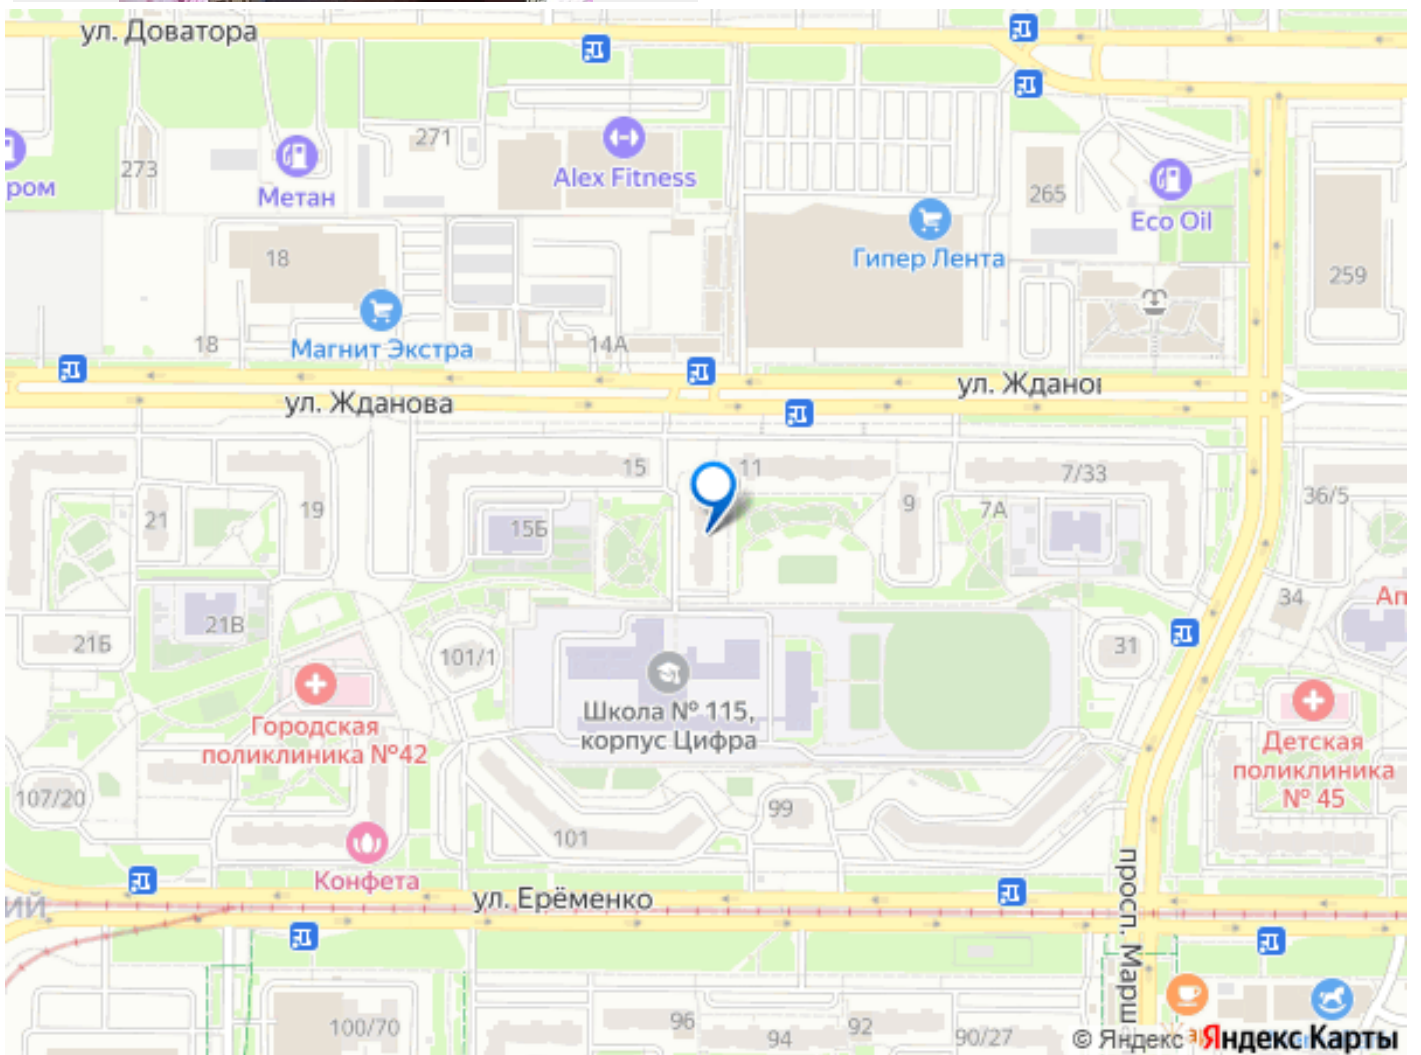 ул. Доватора
271
273
Alex Fitness
Метан
ром
265
Eco Oil
Гипер Лента
18
259
Магнит Экстра
18
14А
ул. Жданова
ул. Ждано
15
11
7/33
19
21
15Б
9
7А
36/5
21В
21Б
101/1
31
34
Ап
Школа № 115,
корпус Цифра
Городская
поликлиника №42
Детская
поликлиника
№ 45
107/20
99
101
Конфета
ий
ул. Ерёменко
просп. Марш
100/70
96
94
92
90/27
© Яндекс
Яндекс Карты